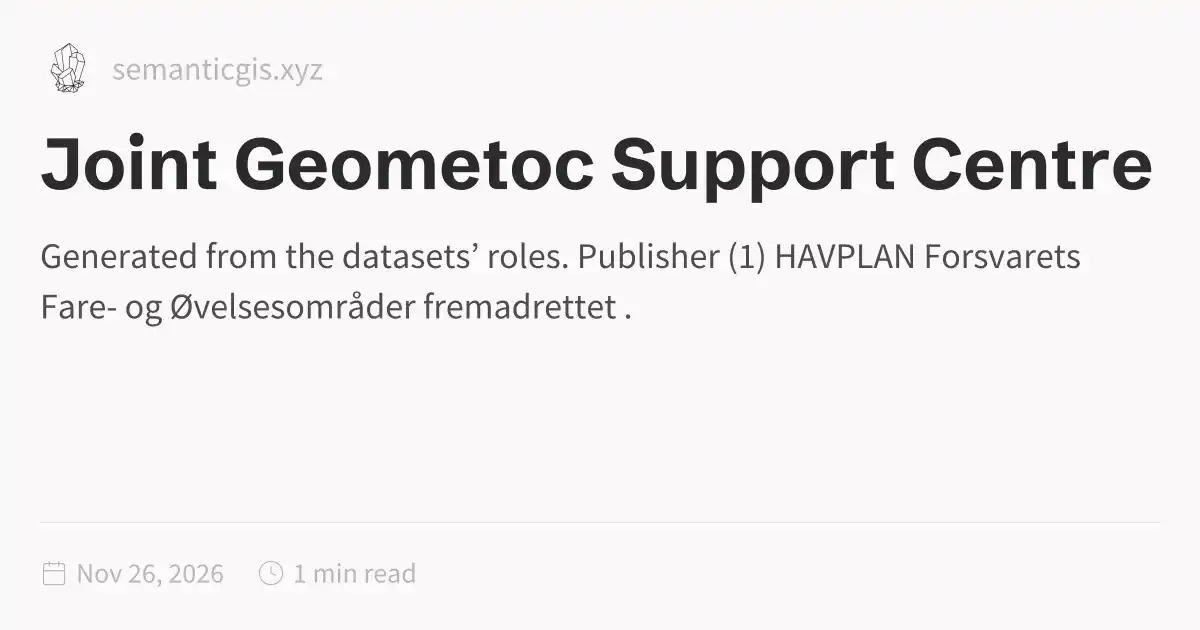 semanticgis.xyz
Joint Geometoc Support Centre
Generated from the datasets’ roles. Publisher (1) HAVPLAN Forsvarets
Fare- og Øvelsesområder fremadrettet .
Nov 26, 2026 1 min read